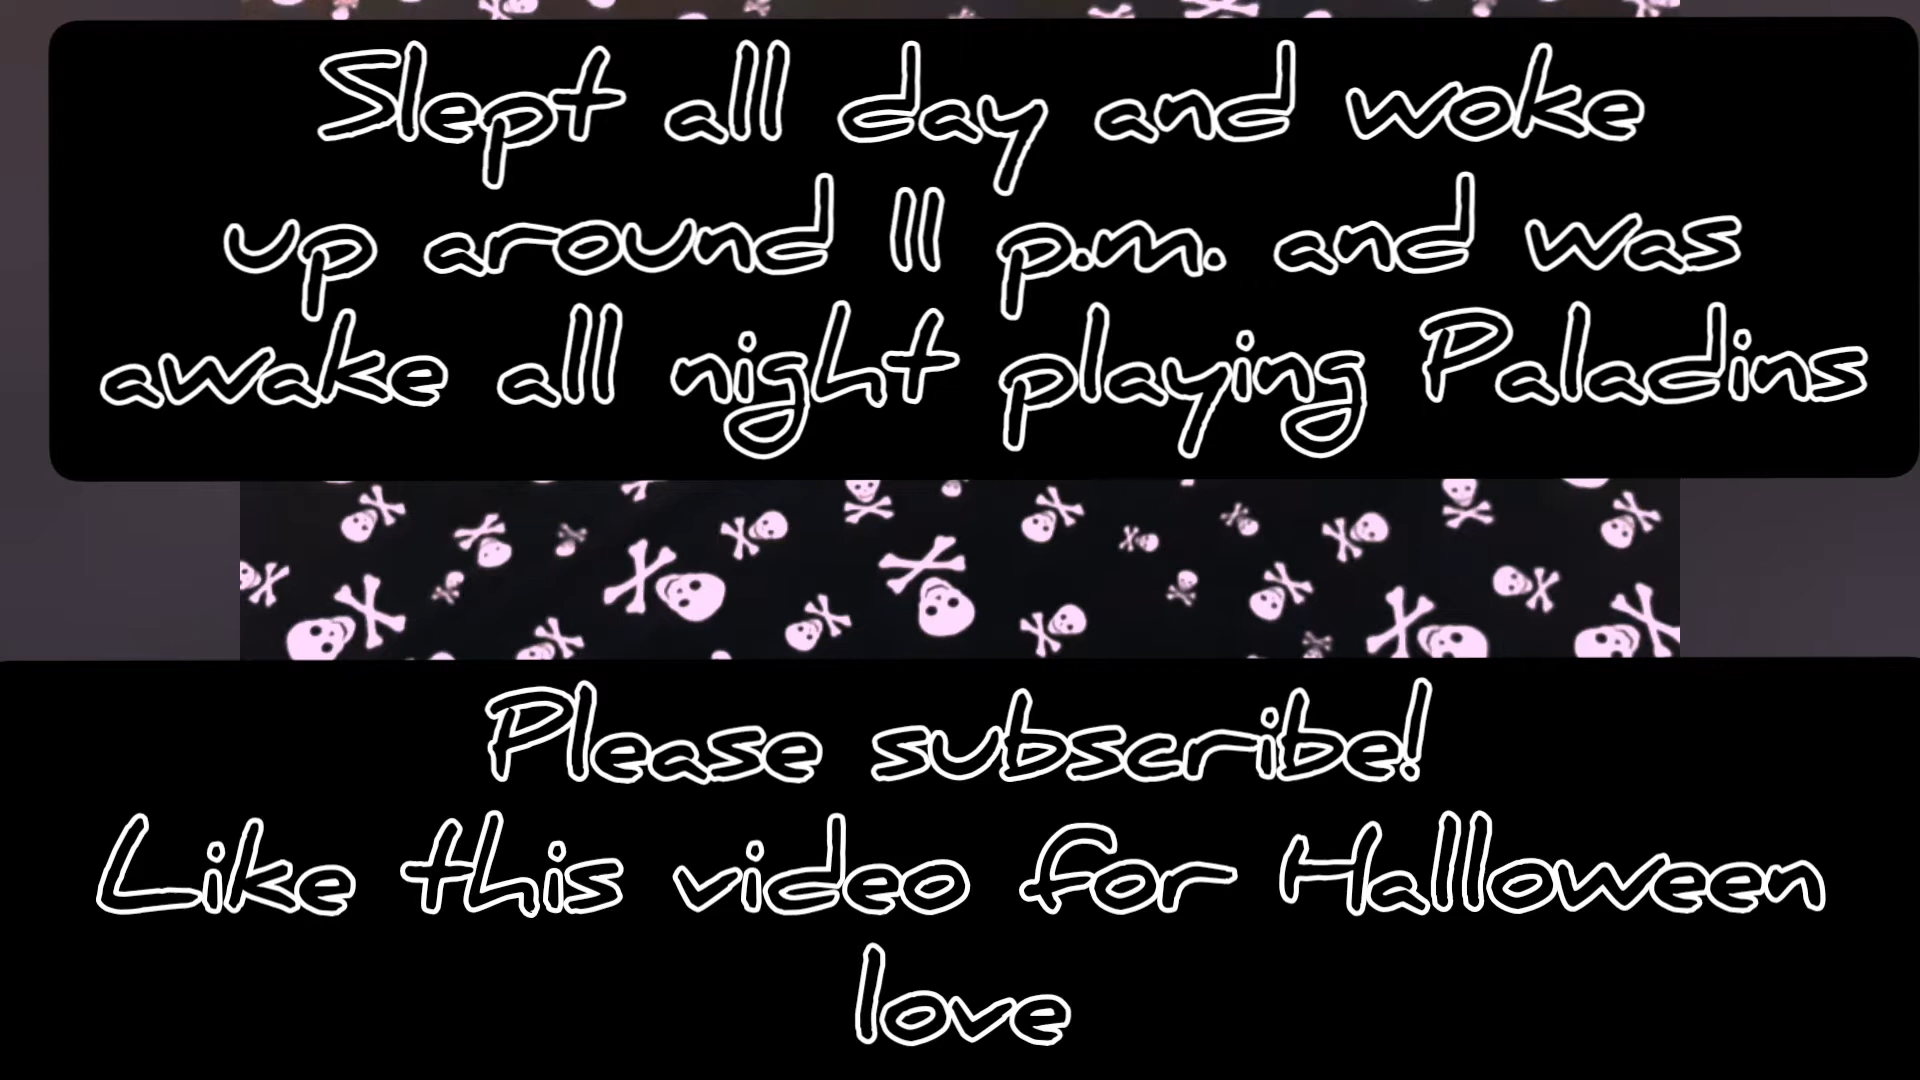 Slept all day and woke
up around 11 p.m. and was
awake all night playing Paladins
Please subscribe!
Like this video for Halloween
love